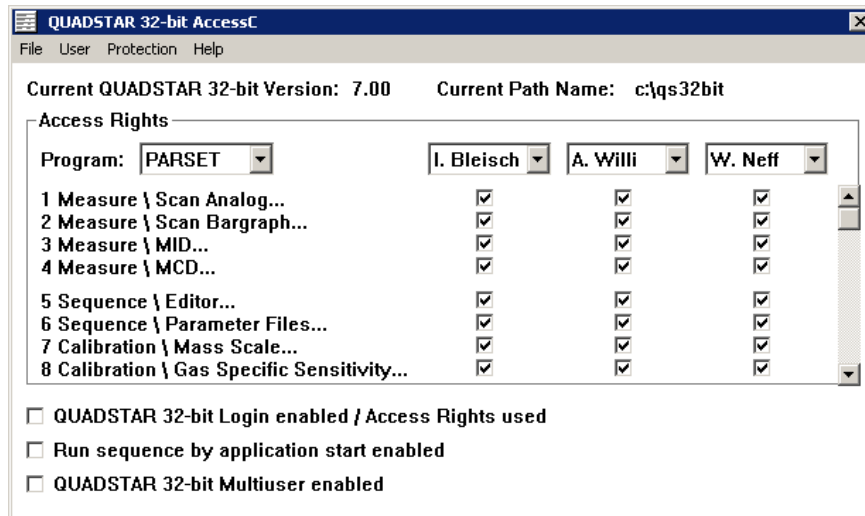 QUADSTAR 32-bit AccessC
File User Protection Help
Current QUADSTAR 32-bit Version: 7.00 Current Path Name: c:\qs32bit
Access Rights
Program: PARSET I. Bleisch A. Willi W. Neff
1 Measure \ Scan Analog...
2 Measure \ Scan Bargraph...
3 Measure \ MID...
4 Measure \ MCD...
5 Sequence \ Editor...
6 Sequence \ Parameter Files...
7 Calibration \ Mass Scale...
8 Calibration \ Gas Specific Sensitivity...
QUADSTAR 32-bit Login enabled / Access Rights used
Run sequence by application start enabled
QUADSTAR 32-bit Multiuser enabled